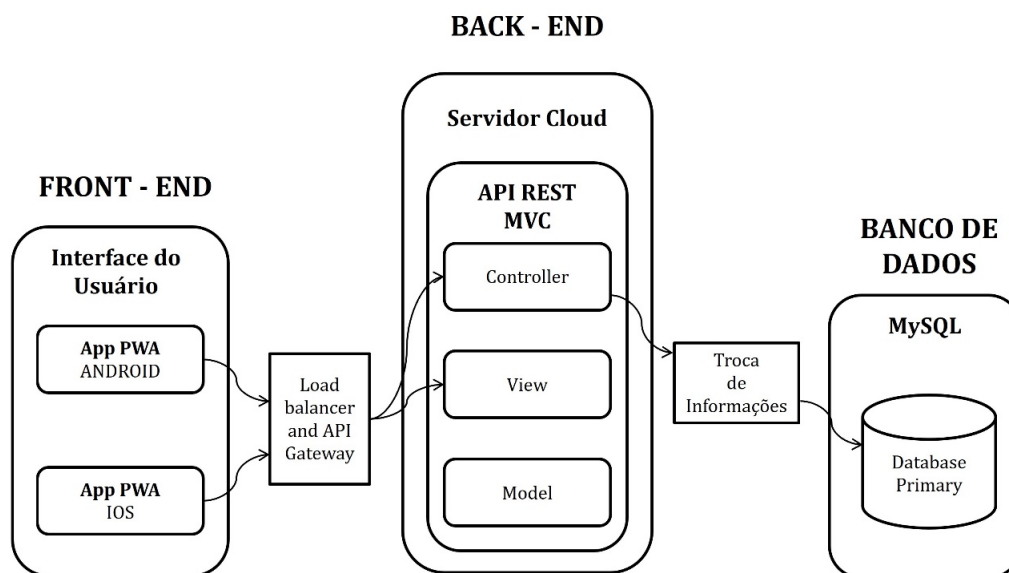 BACK - END
Servidor Cloud
FRONT - END
API REST
MVC
BANCO DE
DADOS
Interface do
Usuário
Controller
MySQL
App PWA
ANDROID
Load
balancer
and API
Gateway
View
Troca
de
Informações
Database
Primary
App PWA
IOS
Model